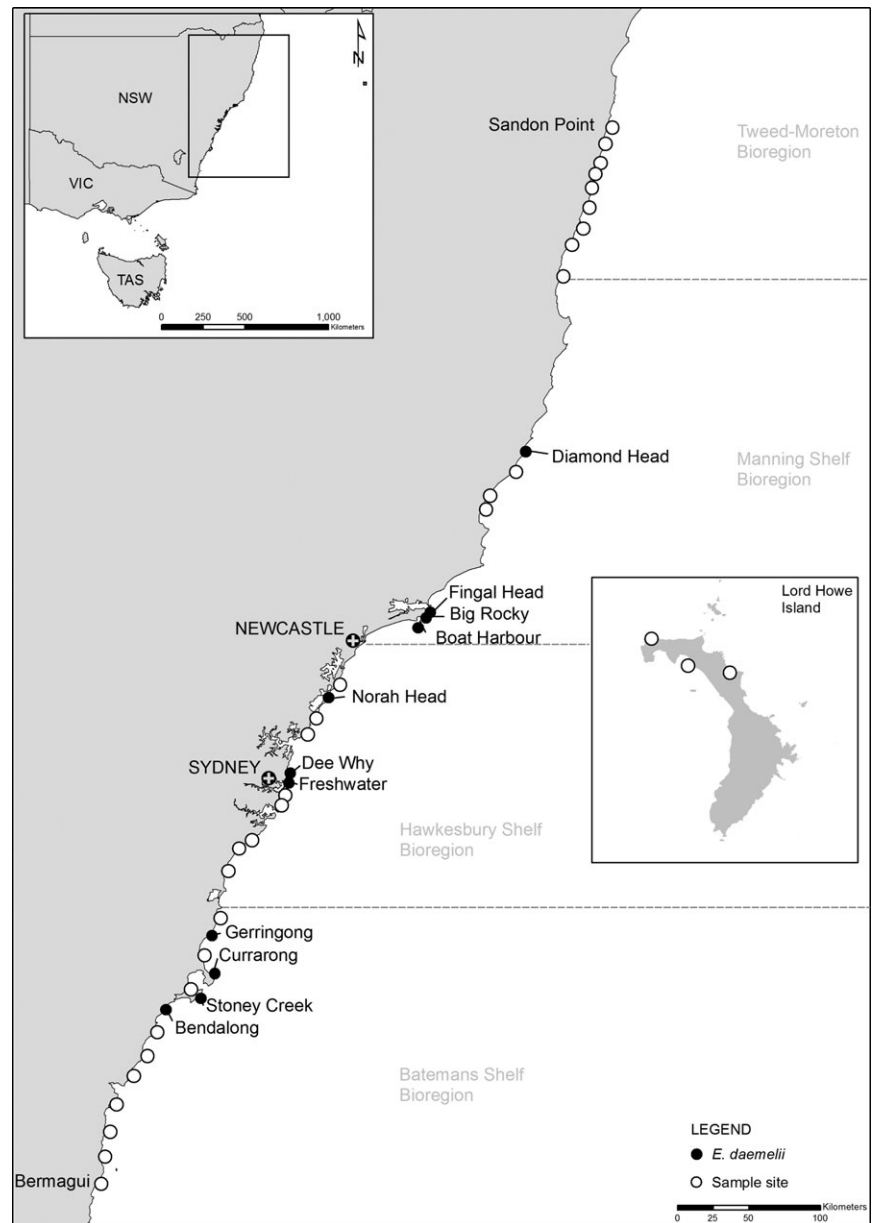 N
NSW
VIC
TAS
0 250 500 1,000
Kilometers
Sandon Point
Tweed-Moreton
Bioregion
Diamond Head
Manning Shelf
Bioregion
Fingal Head
Big Rocky
Boat Harbour
NEWCASTLE
Lord Howe
Island
Norah Head
Dee Why
Freshwater
SYDNEY
Hawkesbury Shelf
Bioregion
Gerringong
Currarong
Stoney Creek
Bendalong
Batemans Shelf
Bioregion
Bermagui
LEGEND
E. daemelii
Sample site
Kilometers
0 25 50 100